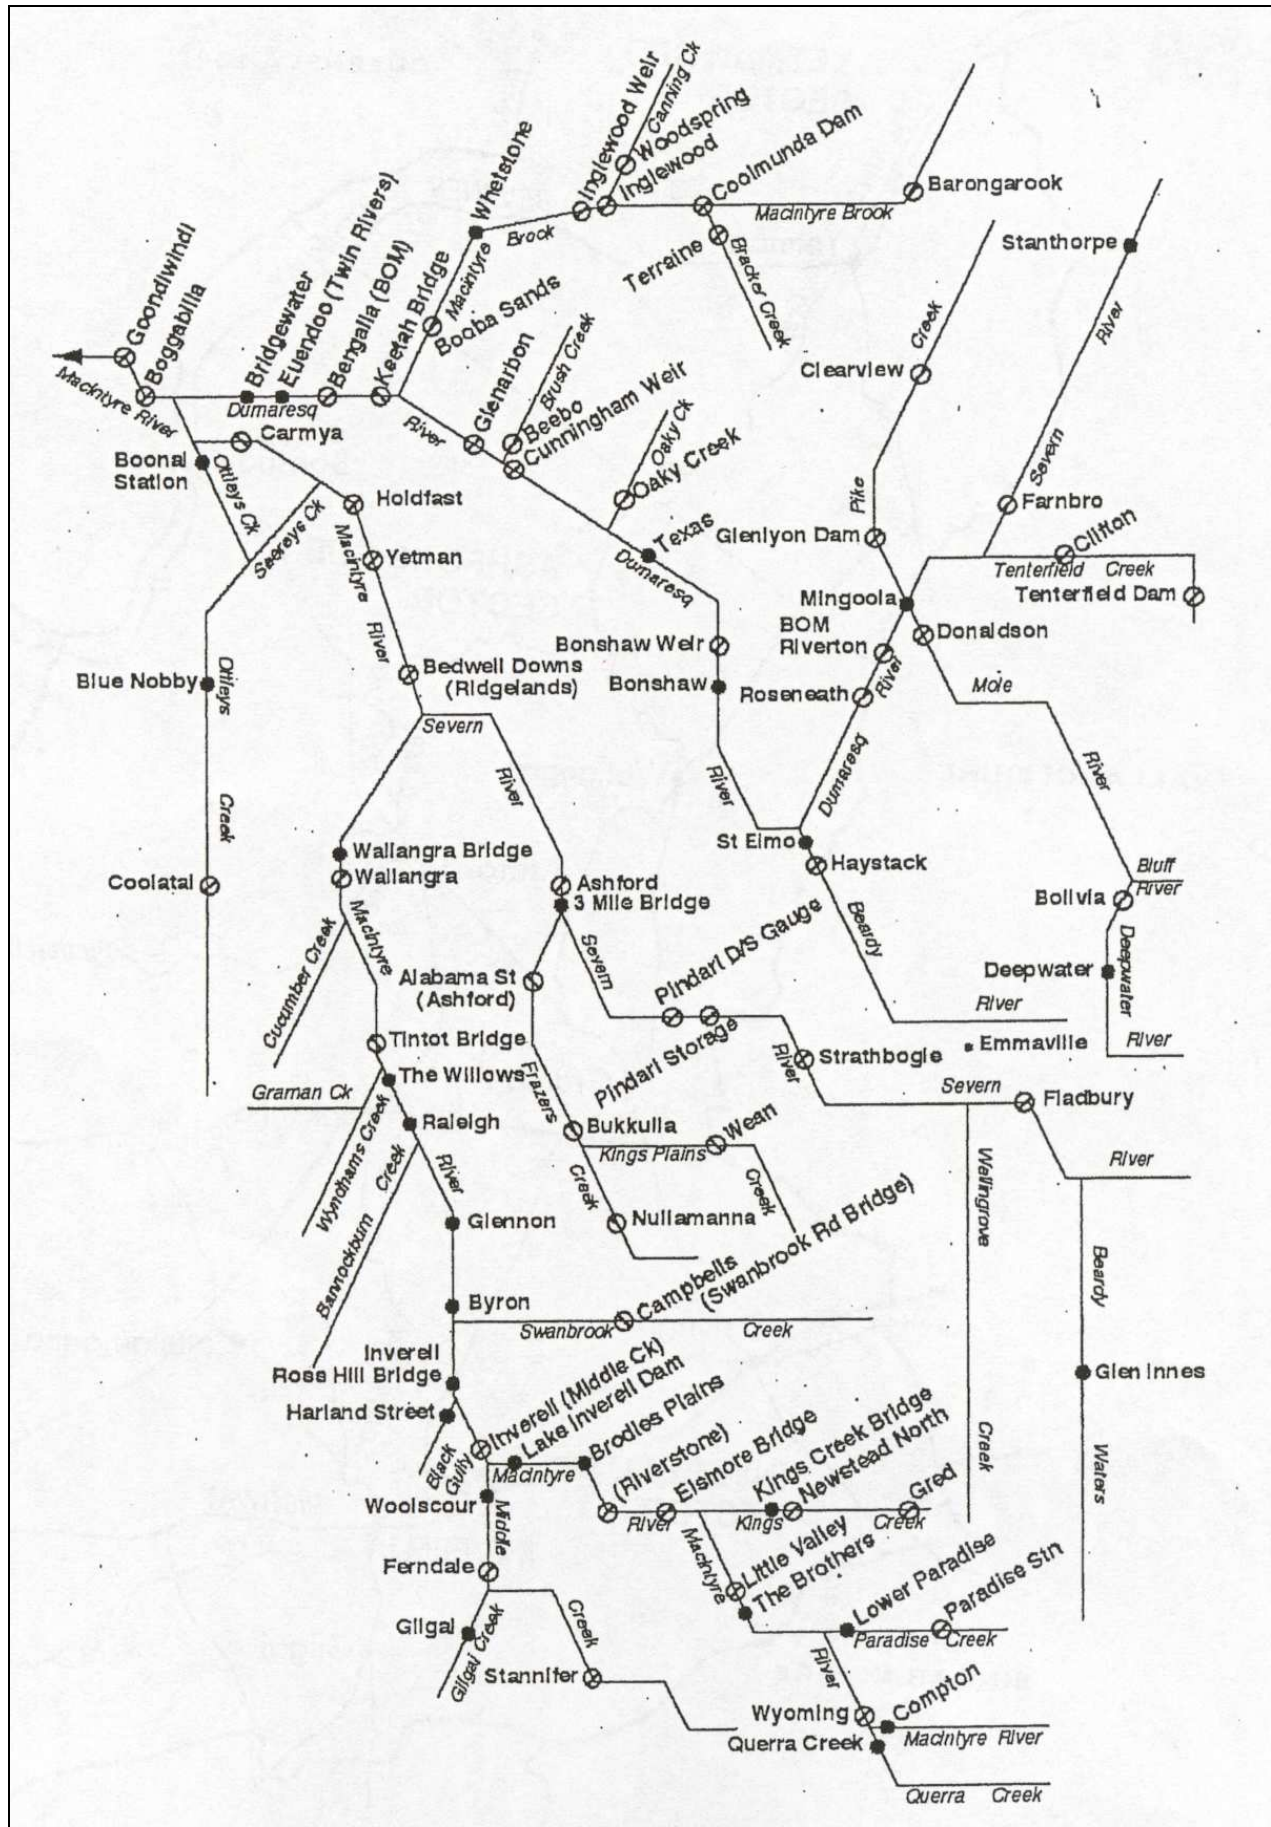 Inglewood Weir
Canning Ck
Woodspring
Inglewood
Coolmunda Dam
Whetstone
Barongarook
Macintyre Brook
Stanthorpe
Brook
Macintyre
Terraine
Bracker Creek
Goondiwindi
Boggabilla
Bridgewater
Euendoo (Twin Rivers)
Bengalla (BOM)
Keetah Bridge
Booba Sands
Creek
River
MacIntyre River
Dumaresq
River
Glenarbon
Brush Creek
Beebo
Cunningham Weir
Clearview
Carmya
Boonal
Station
Ottleys Ck
Oaky Ck
Oaky Creek
Seereys Ck
Holdfast
Macintyre
Yetman
Texas
Dumaresq
Pike
Severn
Farnbro
Glenlyon Dam
Clifton
Tenterfield Creek
Tenterfield Dam
Mingoola
BOM
Riverton
Donaldson
River
River
Bonshaw Weir
Bonshaw
Bedwell Downs
(Ridgelands)
Blue Nobby
Ottleys
Roseneath
Mole
Severn
River
River
Dumaresq
River
Creek
St Elmo
Haystack
Wallangra Bridge
Wallangra
Ashford
3 Mile Bridge
Coolatai
Bluff
River
Bolivia
Macintyre
Cucumber Creek
Severn
Beardy
Pindari D/S Gauge
Alabama St
(Ashford)
Deepwater
Deepwater
River
Pindari Storage
River
Strathbogie
Emmaville
River
Tintot Bridge
The Willows
Graman Ck
Wyndhams Creek
Frazers
Severn
Fladbury
Raleigh
Bukkulla
Wean
Kings Plains
Creek
Creek
Bannockburn
Creek
River
River
Wallingrove
Glennon
Nullamanna
Campbells
(Swanbrook Rd Bridge)
Beardy
Byron
Swanbrook
Creek
Inverell
Ross Hill Bridge
Glen Innes
Harland Street
Inverell (Middle Ck)
Lake Inverell Dam
Brodies Plains
(Riverstone)
Elsmore Bridge
Kings Creek Bridge
Newstead North
Gred
Creek
Waters
Black
Gully
MacIntyre
Woolscour
River
Kings
Creek
Middle
Macintyre
Little Valley
The Brothers
Ferndale
Lower Paradise
Paradise Stn
Gilgai
Gilgai Creek
Creek
Paradise Creek
River
Stannifer
Wyoming
Compton
Querra Creek
MacIntyre River
Querra Creek